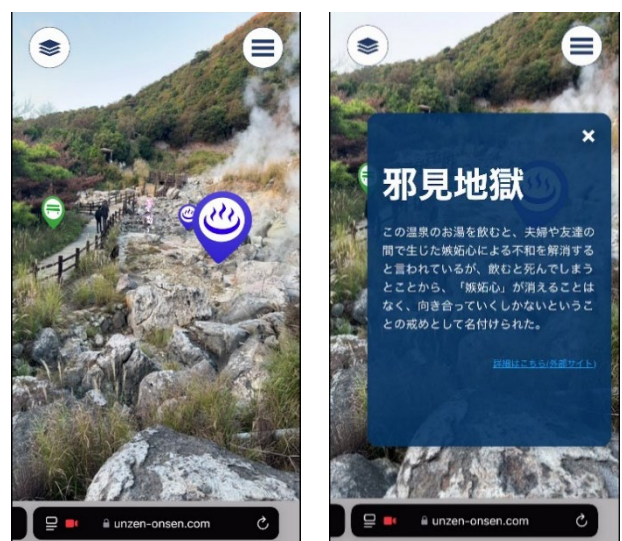 unzen-onsen.com
邪見地獄
この温泉のお湯を飲むと、夫婦や友達の
間で生じた嫉妬心による不和を解消する
と言われているが、飲むと死んでしまう
とことから、「嫉妬心」が消えることは
なく、向き合っていくしかないというこ
との戒めとして名付けられた。
詳細はこちら(外部サイト)
unzen-onsen.com